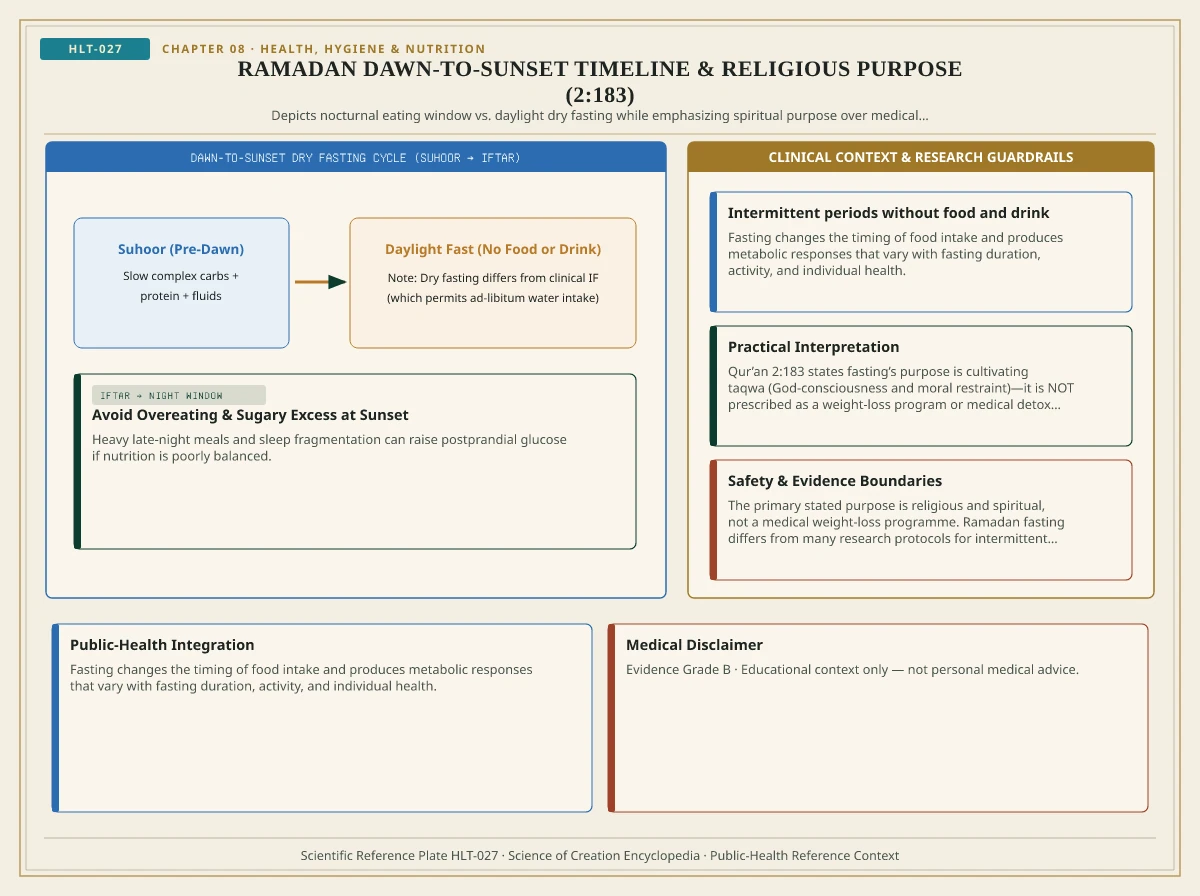 HLT-027
CHAPTER 08 · HEALTH, HYGIENE & NUTRITION
RAMADAN DAWN-TO-SUNSET TIMELINE & RELIGIOUS PURPOSE
(2:183)
Depicts nocturnal eating window vs. daylight dry fasting while emphasizing spiritual purpose over medical...
DAWN-TO-SUNSET DRY FASTING CYCLE (SUHOOR → IFTAR)
Suhoor (Pre-Dawn)
Slow complex carbs +
protein + fluids
Daylight Fast (No Food or Drink)
Note: Dry fasting differs from clinical IF
(which permits ad-libitum water intake)
IFTAR → NIGHT WINDOW
Avoid Overeating & Sugary Excess at Sunset
Heavy late-night meals and sleep fragmentation can raise postprandial glucose
if nutrition is poorly balanced.
CLINICAL CONTEXT & RESEARCH GUARDRAILS
Intermittent periods without food and drink
Fasting changes the timing of food intake and produces
metabolic responses that vary with fasting duration,
activity, and individual health.
Practical Interpretation
Qur’an 2:183 states fasting’s purpose is cultivating
taqwa (God-consciousness and moral restraint)—it is NOT
prescribed as a weight-loss program or medical detox...
Safety & Evidence Boundaries
The primary stated purpose is religious and spiritual,
not a medical weight-loss programme. Ramadan fasting
differs from many research protocols for intermittent...
Public-Health Integration
Fasting changes the timing of food intake and produces metabolic responses
that vary with fasting duration, activity, and individual health.
Medical Disclaimer
Evidence Grade B · Educational context only — not personal medical advice.
Scientific Reference Plate HLT-027 · Science of Creation Encyclopedia · Public-Health Reference Context